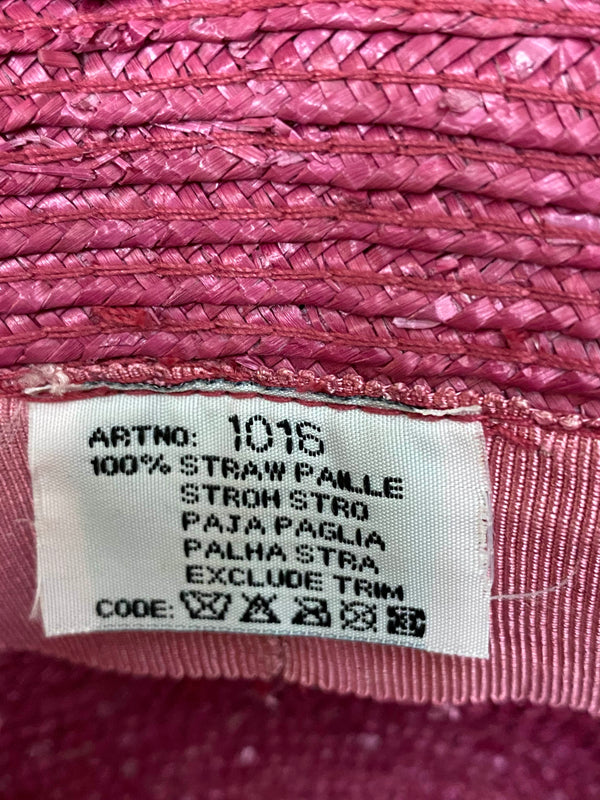 ARTNO: 1016
100% STRAW PAILLE
STROH STRO
PAJA PAGLIA
PALHA STRA
EXCLUDE TRIM
CODE: